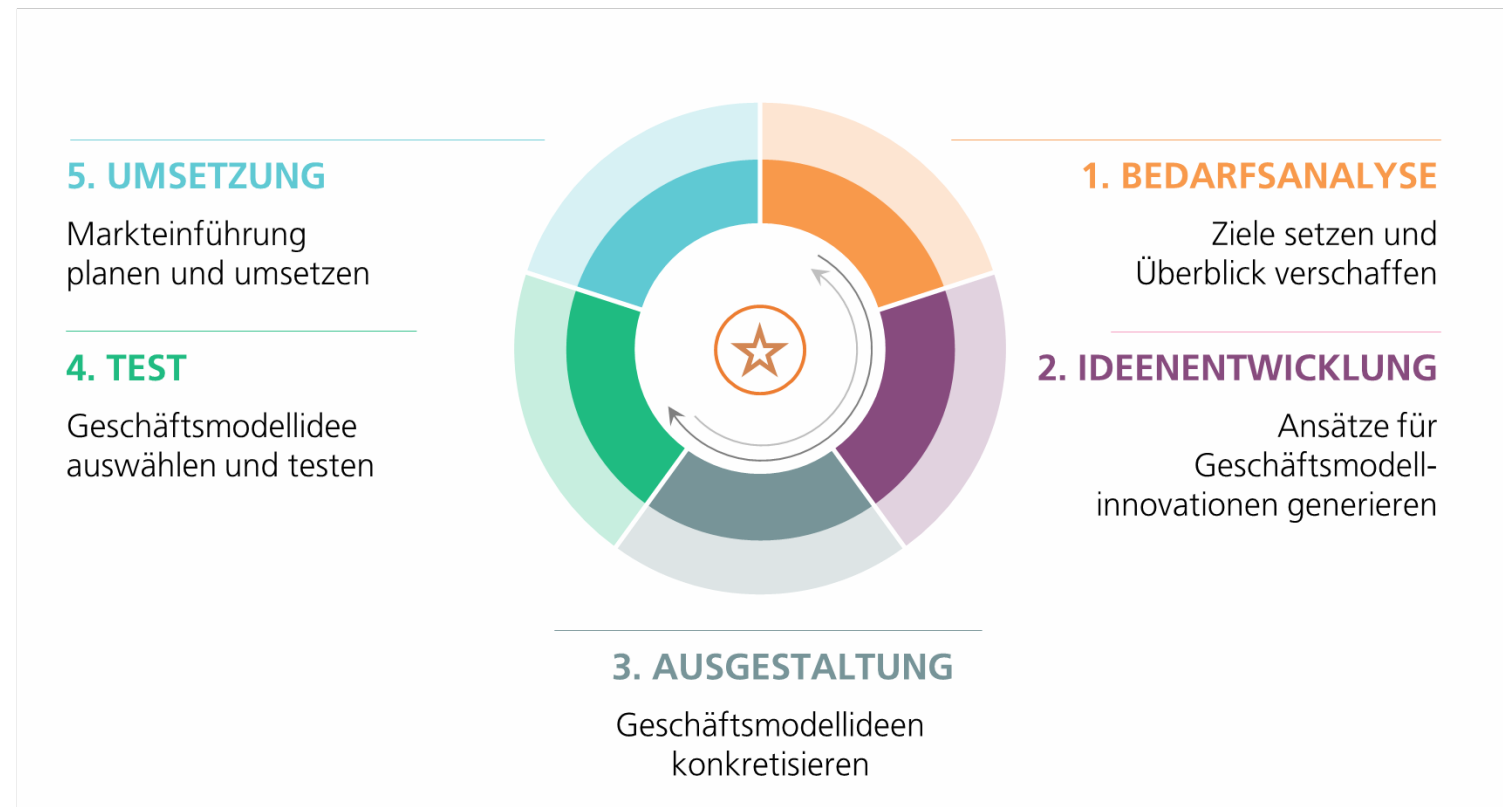 1. BEDARFSANALYSE
Ziele setzen und
Überblick verschaffen
2. IDEENENTWICKLUNG
Ansätze für
Geschäftsmodell-
innovationen generieren
3. AUSGESTALTUNG
Geschäftsmodellideen
konkretisieren
4. TEST
Geschäftsmodellidee
auswählen und testen
5. UMSETZUNG
Markteinführung
planen und umsetzen